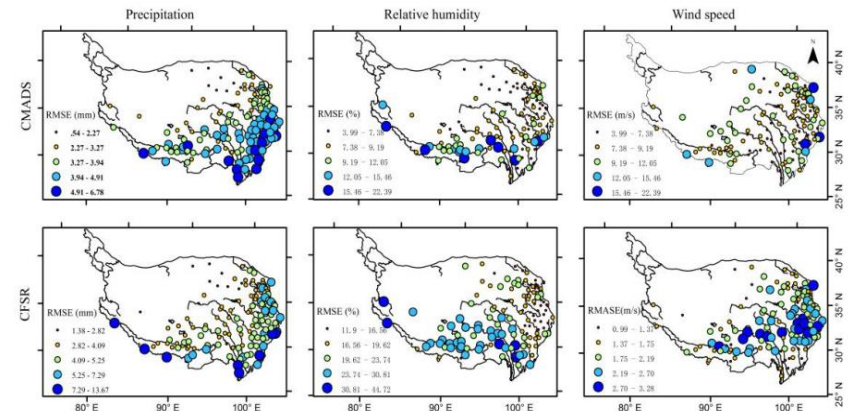 Precipitation Relative humidity Wind speed
N
CMADS
RMSE (mm)
.54 - 2.27
2.27 - 3.27
3.27 - 3.94
3.94 - 4.91
4.91 - 6.78
RMSE (%)
3.99 - 7.38
7.38 - 9.19
9.19 - 12.05
12.05 - 15.46
15.46 - 22.39
RMSE (m/s)
3.99 - 7.38
7.38 - 9.19
9.19 - 12.05
12.05 - 15.46
15.46 - 22.39
40° N
35° N
30° N
25° N
CFSR
RMSE (mm)
1.38 - 2.82
2.82 - 4.09
4.09 - 5.25
5.25 - 7.29
7.29 - 13.67
RMSE (%)
11.9 - 16.56
16.56 - 19.62
19.62 - 23.74
23.74 - 30.81
30.81 - 44.72
RMASE(m/s)
0.99 - 1.37
1.37 - 1.75
1.75 - 2.19
2.19 - 2.70
2.70 - 3.28
40° N
35° N
30° N
25° N
80° E 90° E 100° E 80° E 90° E 100° E 80° E 90° E 100° E